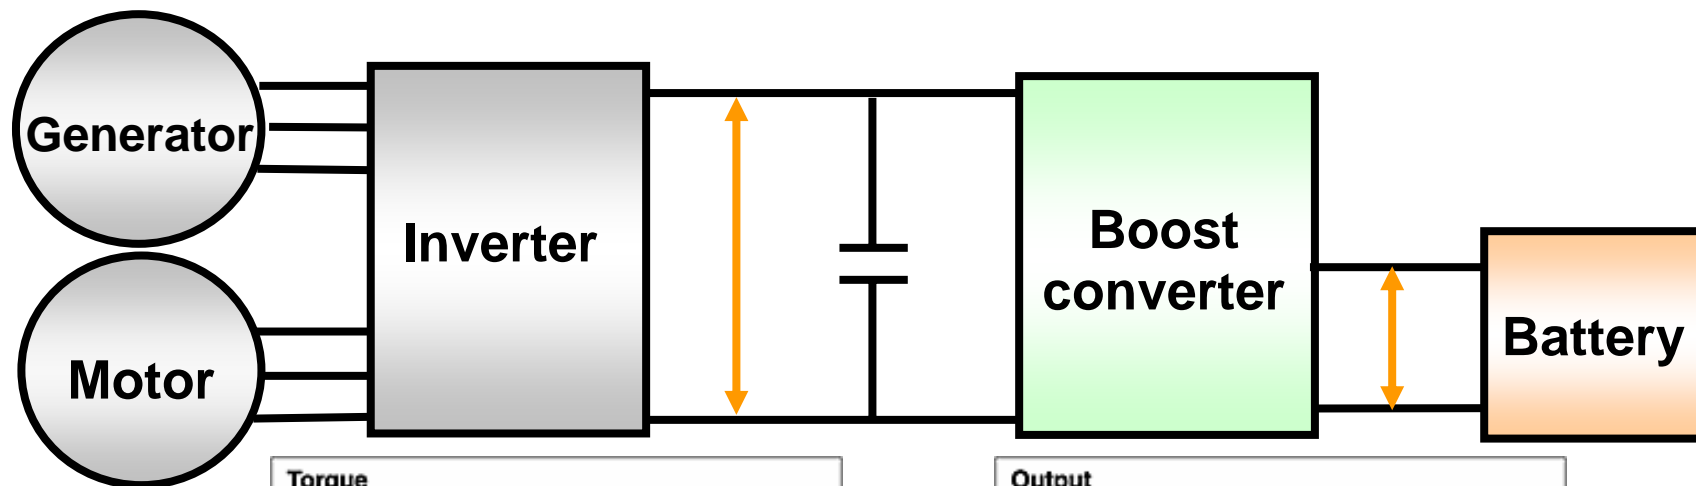 Generator
Inverter
Boost
converter
Battery
Motor
Torque
Output